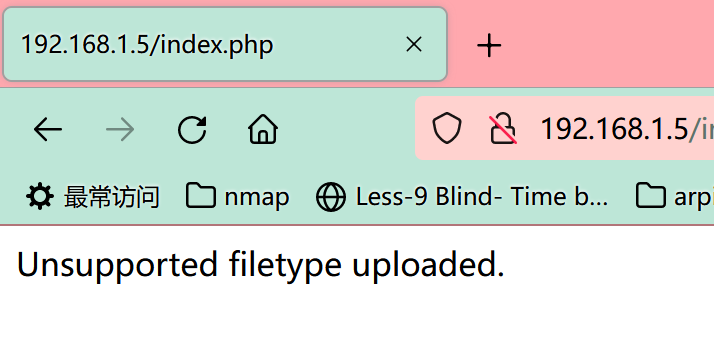 192.168.1.5/index.php
192.168.1.5/in
最常访问 nmap Less-9 Blind- Time b... arpi
Unsupported filetype uploaded.